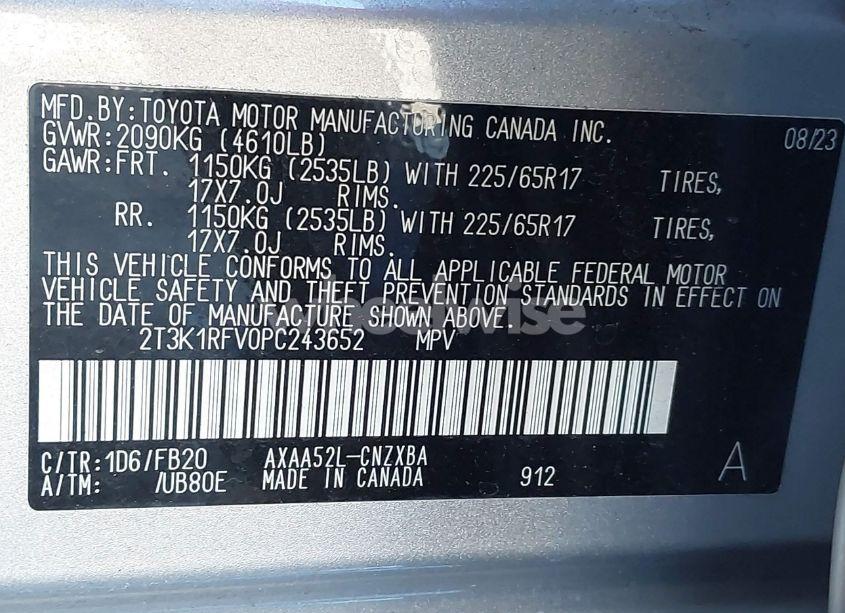 MFD.BY:TOYOTA MOTOR MANUFACTURING CANADA INC. 08/23
GVWR:2090KG (4610LB)
GAWR:FRT. 1150KG (2535LB) WITH 225/65R17 TIRES,
17X7.0J RIMS.
RR. 1150KG (2535LB) WITH 225/65R17 TIRES,
17X7.0J RIMS.
THIS VEHICLE CONFORMS TO ALL APPLICABLE FEDERAL MOTOR
VEHICLE SAFETY AND THEFT PREVENTION STANDARDS IN EFFECT ON
THE DATE OF MANUFACTURE SHOWN ABOVE.
2T3K1RFV0PC243652 MPV
C/TR:1D6/FB20 AXAA52L-CNZXBA
A/TM: /UB80E MADE IN CANADA 912 A